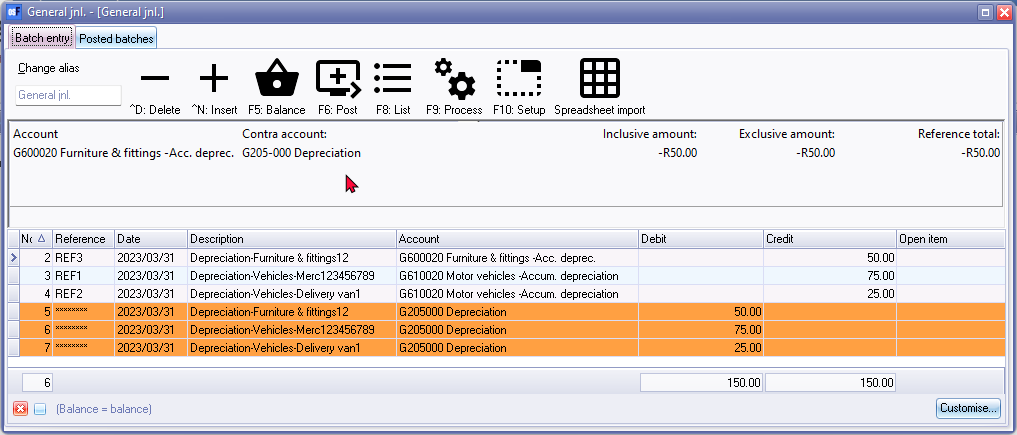 General jnl. - [General jnl.]
Batch entry Posted batches
Change alias
General jnl.
^D: Delete ^N: Insert F5: Balance F6: Post F8: List F9: Process F10: Setup Spreadsheet import
Account Contra account: Inclusive amount: Exclusive amount: Reference total:
G600020 Furniture & fittings -Acc. deprec. G205-000 Depreciation -R50.00 -R50.00 -R50.00
Nc Reference Date Description Account Debit Credit Open item
2 REF3 2023/03/31 Depreciation-Furniture & fittings12 G600020 Furniture & fittings -Acc. deprec. 50.00
3 REF1 2023/03/31 Depreciation-Vehicles-Merc123456789 G610020 Motor vehicles -Accum. depreciation 75.00
4 REF2 2023/03/31 Depreciation-Vehicles-Delivery van1 G610020 Motor vehicles -Accum. depreciation 25.00
5 ******** 2023/03/31 Depreciation-Furniture & fittings12 G205000 Depreciation 50.00
6 ******** 2023/03/31 Depreciation-Vehicles-Merc123456789 G205000 Depreciation 75.00
7 ******** 2023/03/31 Depreciation-Vehicles-Delivery van1 G205000 Depreciation 25.00
6 150.00 150.00
(Balance = balance) Customise...